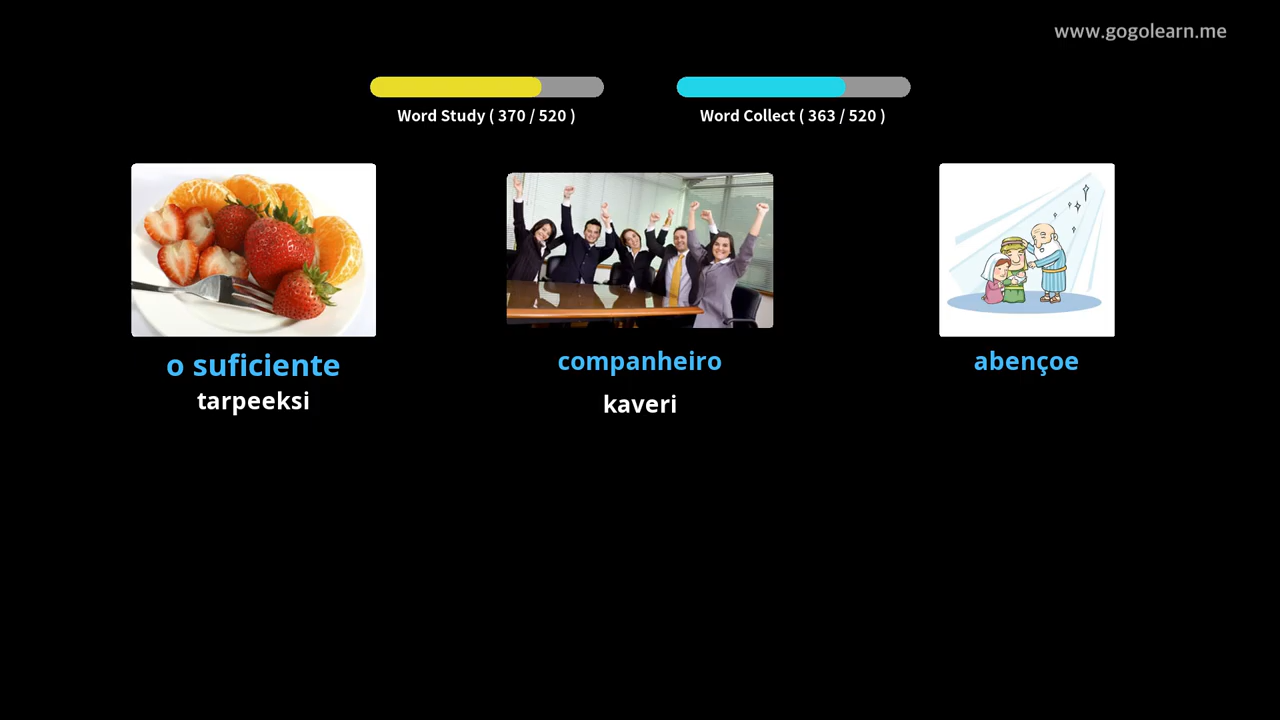 www.gogolearn.me
Word Study ( 370 / 520 )
Word Collect ( 363 / 520 )
o suficiente
tarpeeksi
companheiro
kaveri
abençoe